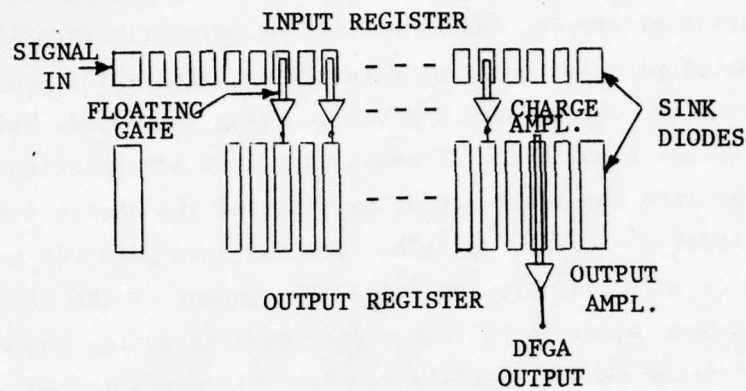 INPUT REGISTER
SIGNAL
IN
FLOATING
GATE
CHARGE
AMPL.
SINK
DIODES
OUTPUT REGISTER
OUTPUT
AMPL.
DFGA
OUTPUT